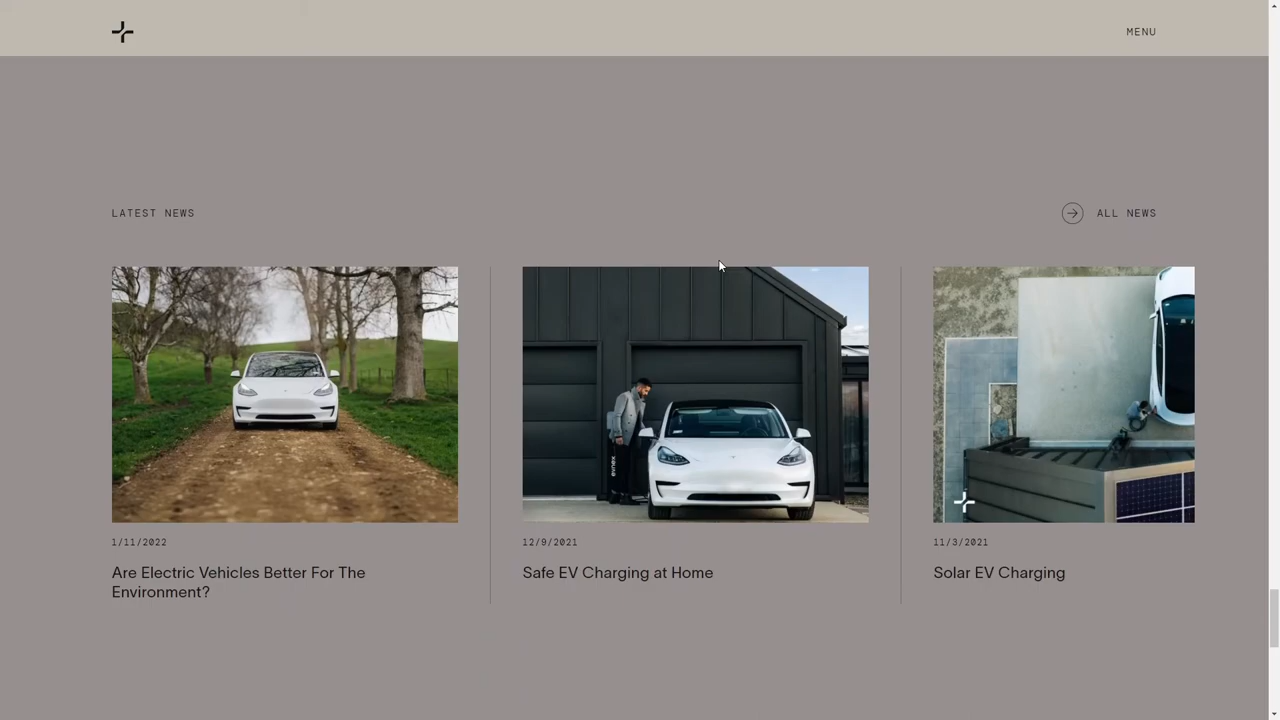 MENU
LATEST NEWS
ALL NEWS
evnex
1/11/2022
Are Electric Vehicles Better For The
Environment?
12/9/2021
Safe EV Charging at Home
11/3/2021
Solar EV Charging